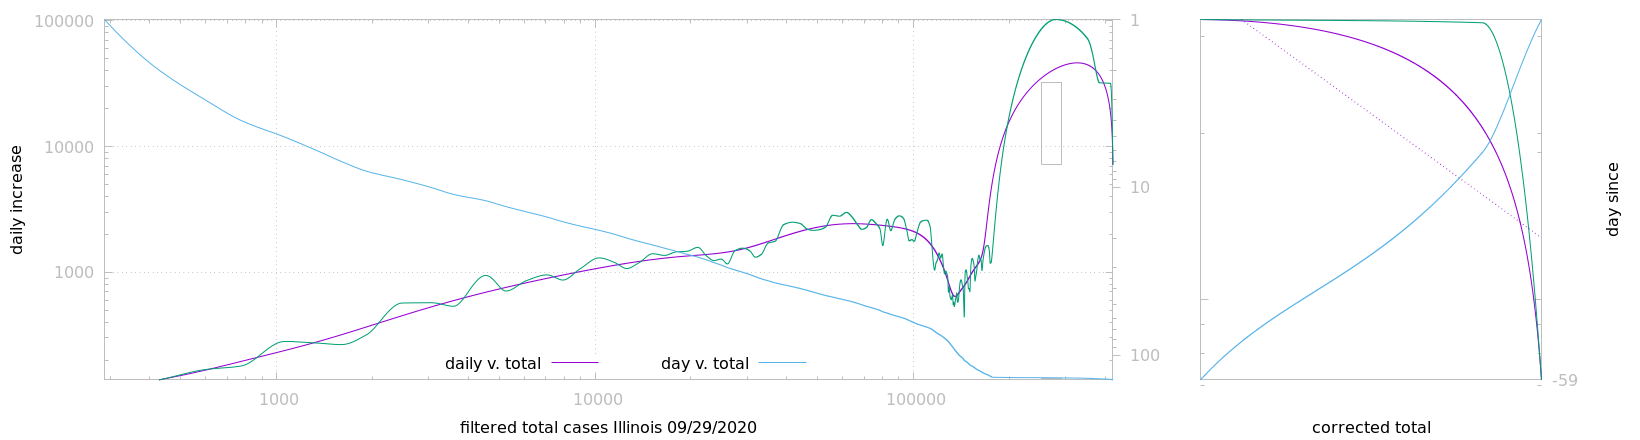 100000
10000
1000
daily increase
1
10
100
daily v. total
day v. total
1000
10000
100000
filtered total cases Illinois 09/29/2020
day since
-59
corrected total